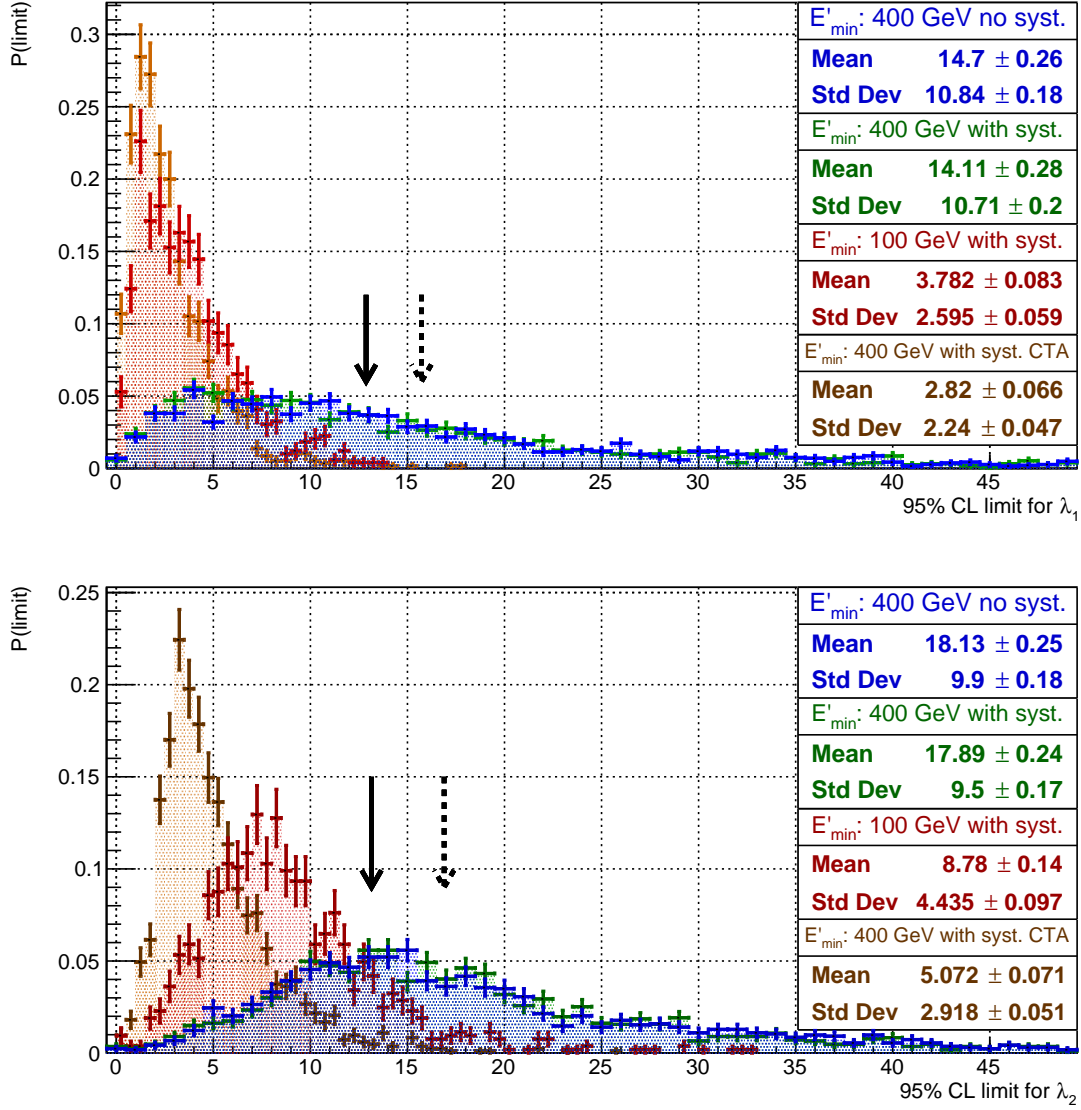 P(limit)
0.3
0.25
0.2
0.15
0.1
0.05
0
0 5 10 15 20 25 30 35 40 45
95% CL limit for λ₁
E'min: 400 GeV no syst.
Mean 14.7 ± 0.26
Std Dev 10.84 ± 0.18
E'min: 400 GeV with syst.
Mean 14.11 ± 0.28
Std Dev 10.71 ± 0.2
E'min: 100 GeV with syst.
Mean 3.782 ± 0.083
Std Dev 2.595 ± 0.059
E'min: 400 GeV with syst. CTA
Mean 2.82 ± 0.066
Std Dev 2.24 ± 0.047
P(limit)
0.25
0.2
0.15
0.1
0.05
0
0 5 10 15 20 25 30 35 40 45
95% CL limit for λ₂
E'min: 400 GeV no syst.
Mean 18.13 ± 0.25
Std Dev 9.9 ± 0.18
E'min: 400 GeV with syst.
Mean 17.89 ± 0.24
Std Dev 9.5 ± 0.17
E'min: 100 GeV with syst.
Mean 8.78 ± 0.14
Std Dev 4.435 ± 0.097
E'min: 400 GeV with syst. CTA
Mean 5.072 ± 0.071
Std Dev 2.918 ± 0.051